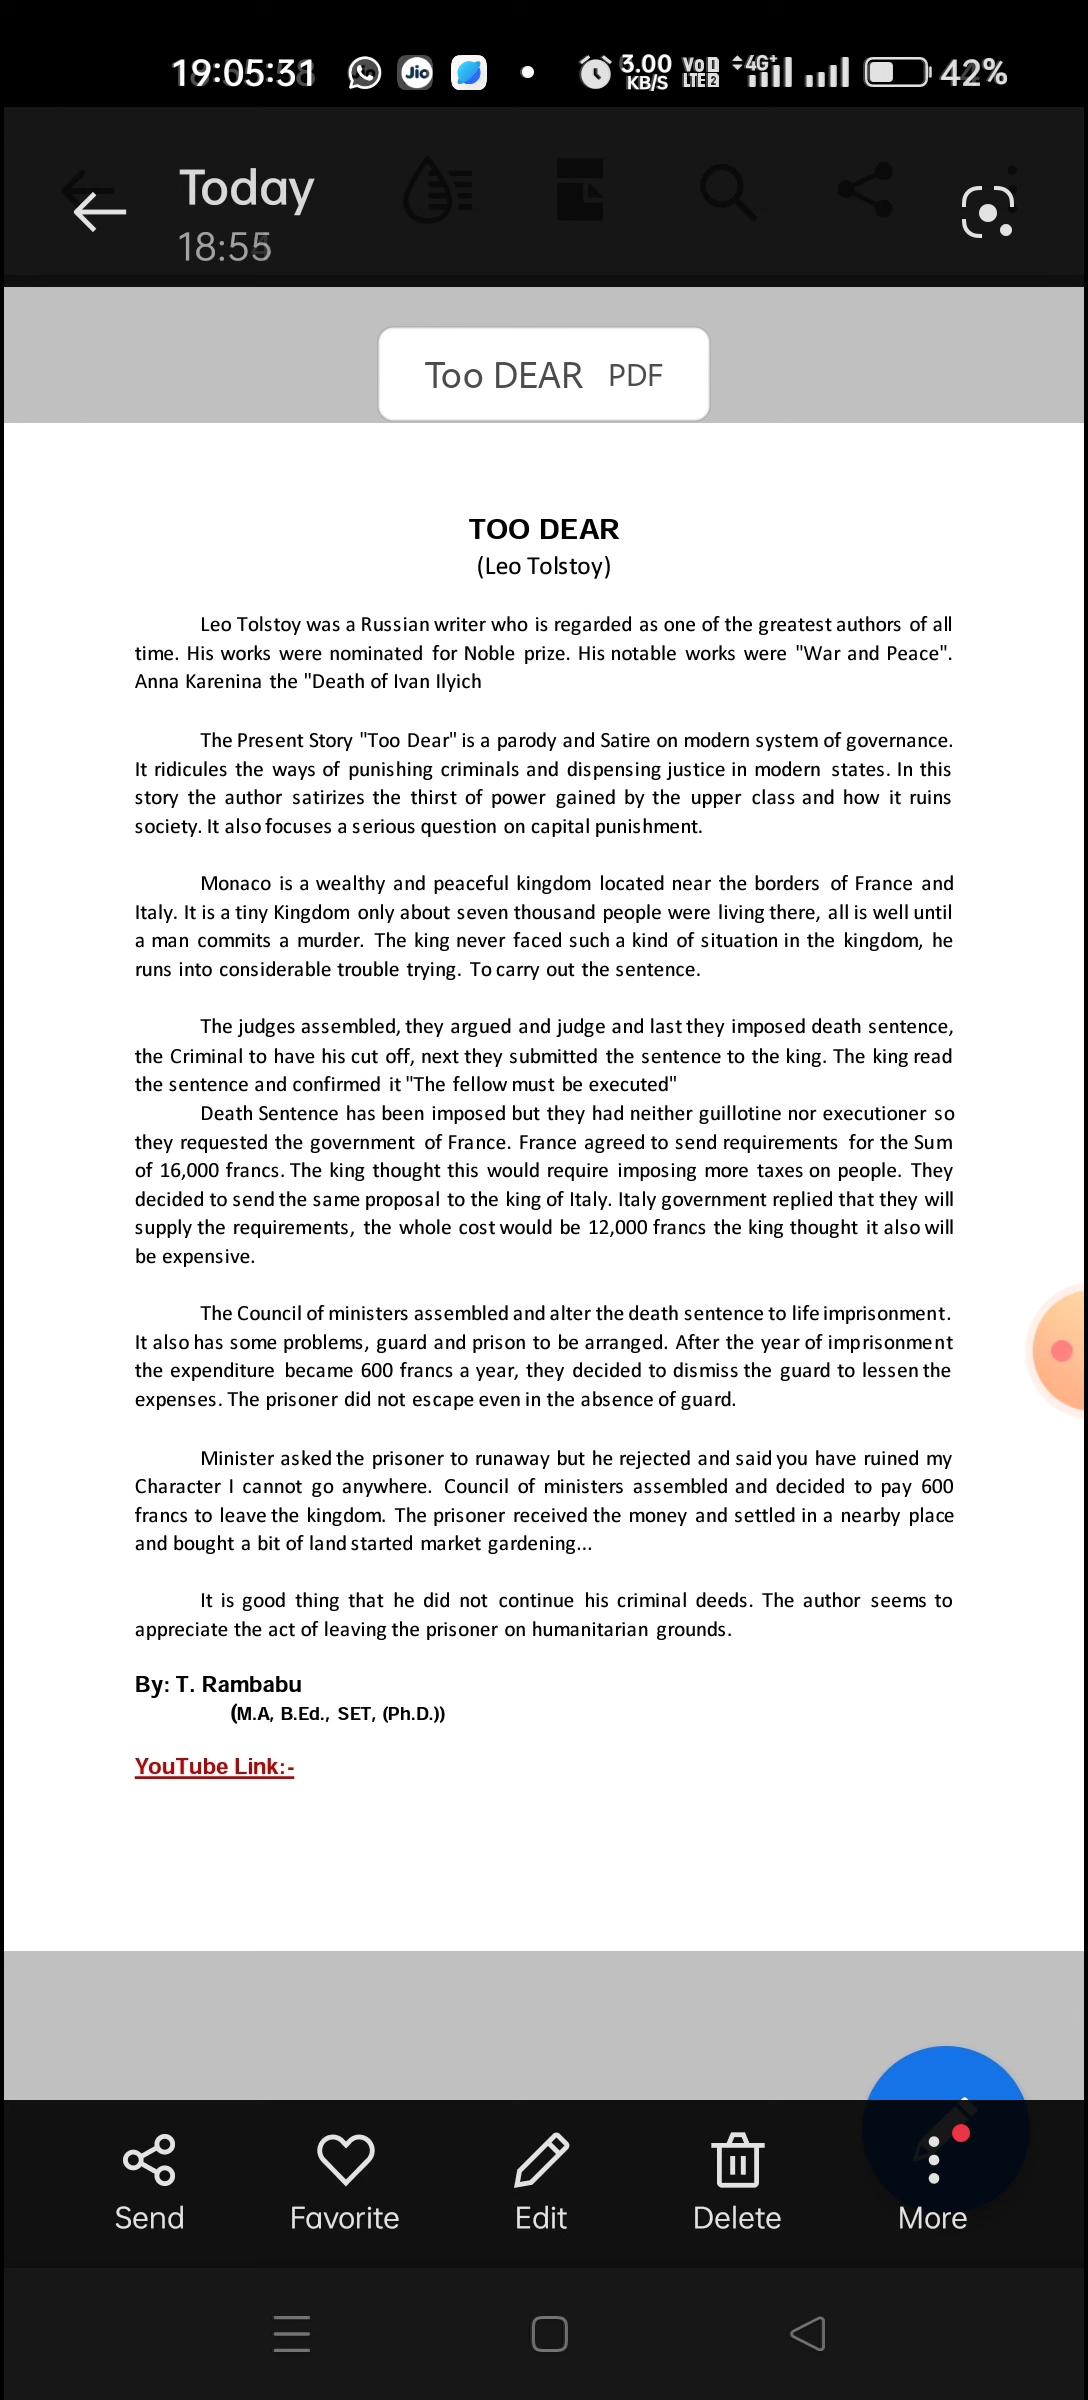 19:05:31 Jio 3.00 KB/S VoLTE 4G+ 42%
Today
18:55
Too DEAR PDF
TOO DEAR
(Leo Tolstoy)
Leo Tolstoy was a Russian writer who is regarded as one of the greatest authors of all
time. His works were nominated for Noble prize. His notable works were "War and Peace".
Anna Karenina the "Death of Ivan Ilyich
The Present Story "Too Dear" is a parody and Satire on modern system of governance.
It ridicules the ways of punishing criminals and dispensing justice in modern states. In this
story the author satirizes the thirst of power gained by the upper class and how it ruins
society. It also focuses a serious question on capital punishment.
Monaco is a wealthy and peaceful kingdom located near the borders of France and
Italy. It is a tiny Kingdom only about seven thousand people were living there, all is well until
a man commits a murder. The king never faced such a kind of situation in the kingdom, he
runs into considerable trouble trying. To carry out the sentence.
The judges assembled, they argued and judge and last they imposed death sentence,
the Criminal to have his cut off, next they submitted the sentence to the king. The king read
the sentence and confirmed it "The fellow must be executed"
Death Sentence has been imposed but they had neither guillotine nor executioner so
they requested the government of France. France agreed to send requirements for the Sum
of 16,000 francs. The king thought this would require imposing more taxes on people. They
decided to send the same proposal to the king of Italy. Italy government replied that they will
supply the requirements, the whole cost would be 12,000 francs the king thought it also will
be expensive.
The Council of ministers assembled and alter the death sentence to life imprisonment.
It also has some problems, guard and prison to be arranged. After the year of imprisonment
the expenditure became 600 francs a year, they decided to dismiss the guard to lessen the
expenses. The prisoner did not escape even in the absence of guard.
Minister asked the prisoner to runaway but he rejected and said you have ruined my
Character I cannot go anywhere. Council of ministers assembled and decided to pay 600
francs to leave the kingdom. The prisoner received the money and settled in a nearby place
and bought a bit of land started market gardening...
It is good thing that he did not continue his criminal deeds. The author seems to
appreciate the act of leaving the prisoner on humanitarian grounds.
By: T. Rambabu
(M.A, B.Ed., SET, (Ph.D.))
YouTube Link:-
Send Favorite Edit Delete More